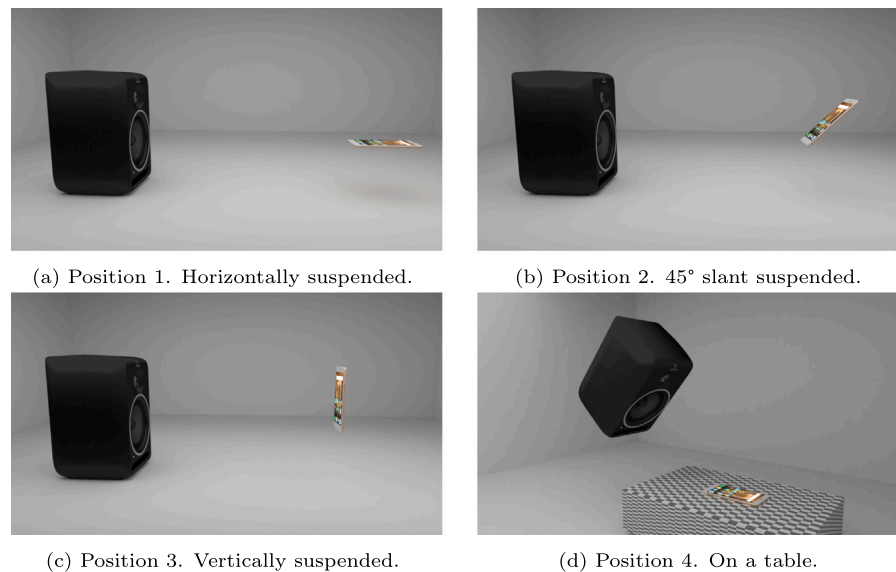 (a) Position 1. Horizontally suspended.
(b) Position 2. 45° slant suspended.
(c) Position 3. Vertically suspended.
(d) Position 4. On a table.